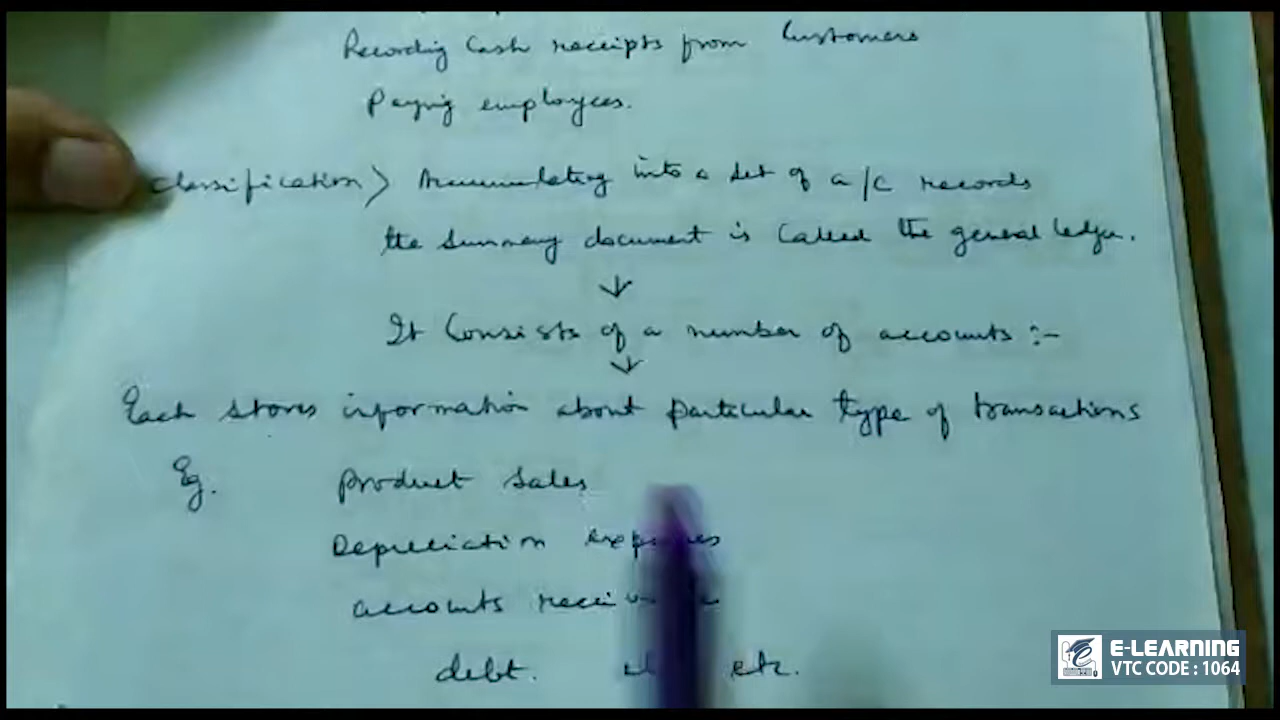 Recording Cash receipts from Customers
Paying employees.
Classification > Accumulating into a set of a/c records
the summary document is called the general ledger.
↓
It Consists of a number of accounts :-
↓
Each stores information about particular type of transactions
Eg. Product Sales
Depreciation expenses
accounts
debt. etc.
E-LEARNING
VTC CODE : 1064